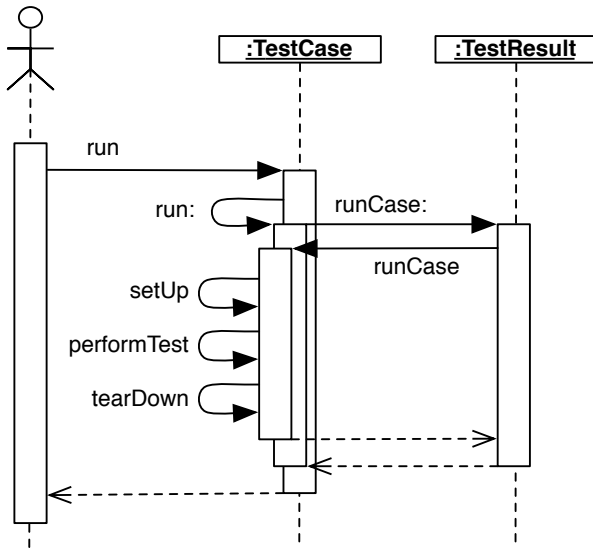 :TestCase
:TestResult
run
run:
runCase:
runCase
setUp
performTest
tearDown